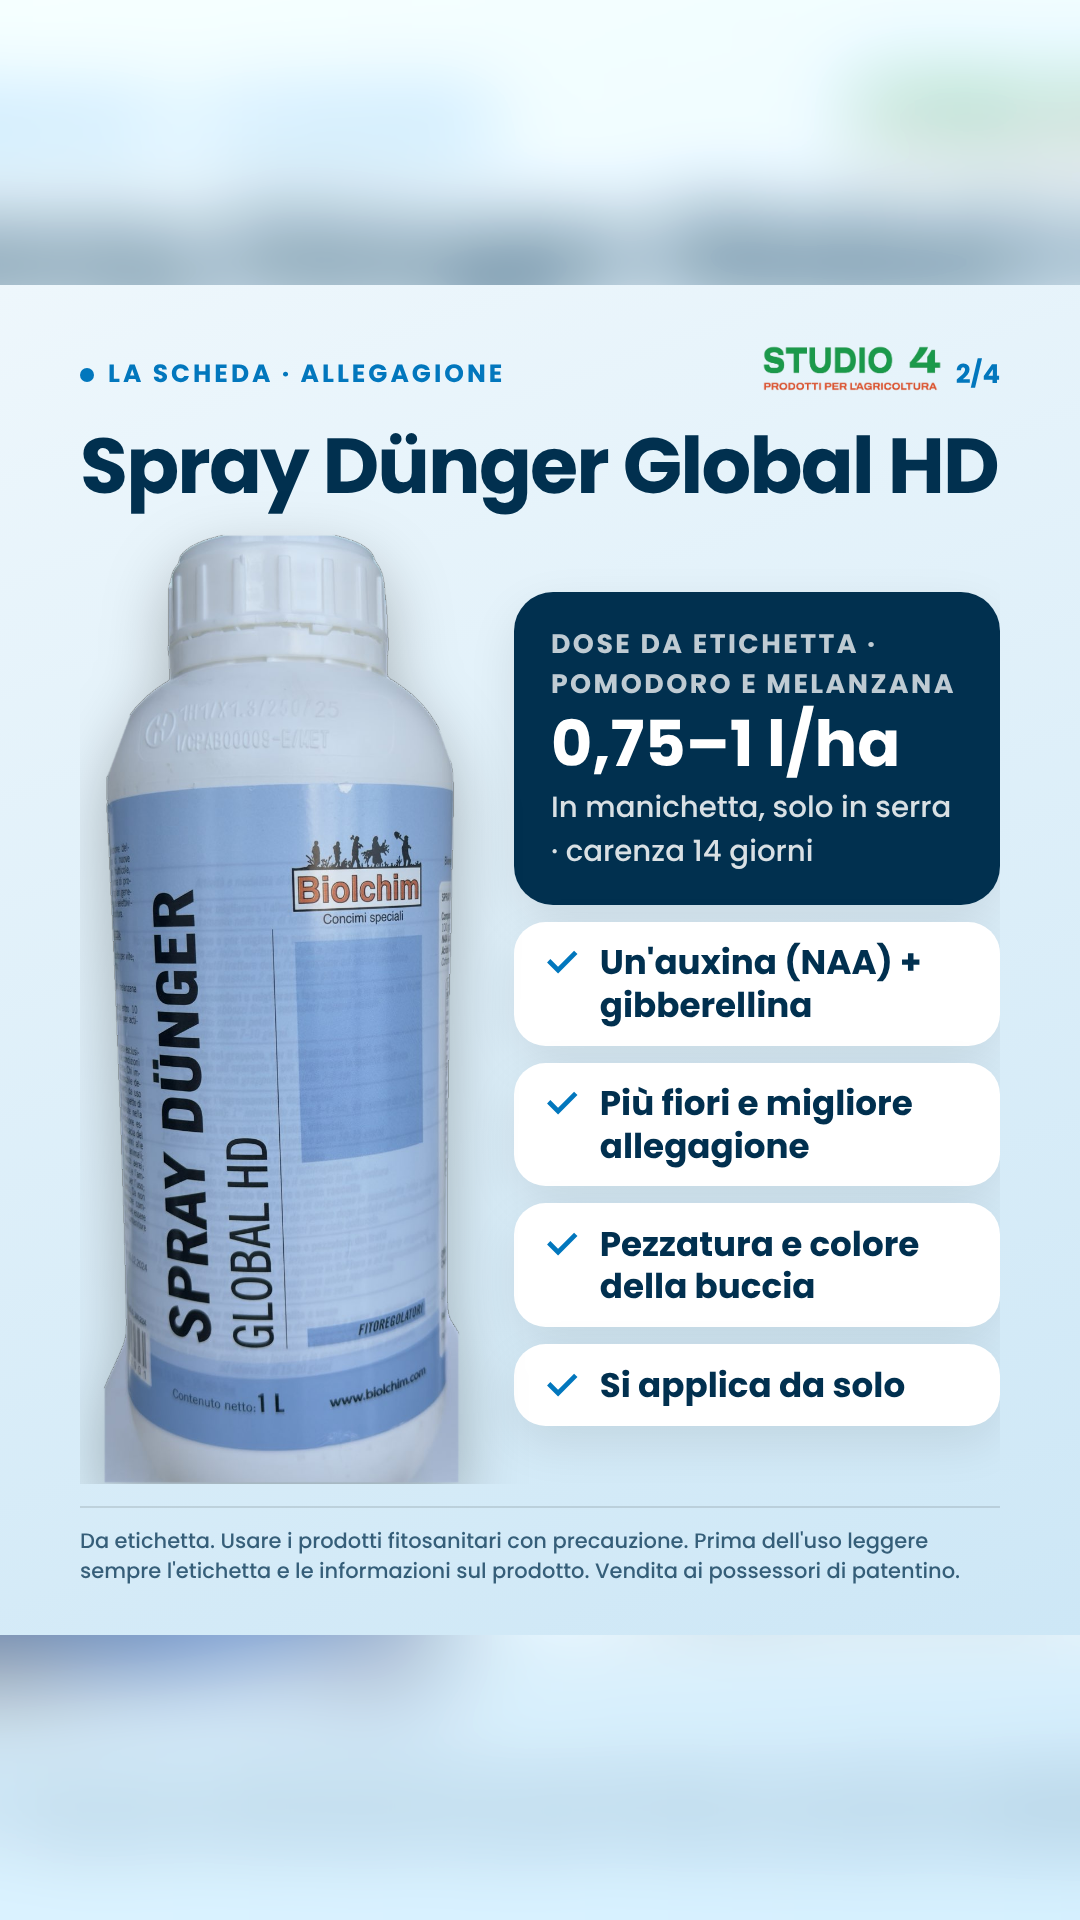 LA SCHEDA · ALLEGAGIONE
STUDIO 4
PRODOTTI PER L'AGRICOLTURA
2/4
Spray Dünger Global HD
Biolchim
Concimi speciali
SPRAY DÜNGER
GLOBAL HD
FITOREGOLATORI
Contenuto netto: 1 L
www.biolchim.com
DOSE DA ETICHETTA ·
POMODORO E MELANZANA
0,75–1 l/ha
In manichetta, solo in serra
· carenza 14 giorni
Un'auxina (NAA) +
gibberellina
Più fiori e migliore
allegagione
Pezzatura e colore
della buccia
Si applica da solo
Da etichetta. Usare i prodotti fitosanitari con precauzione. Prima dell'uso leggere
sempre l'etichetta e le informazioni sul prodotto. Vendita ai possessori di patentino.